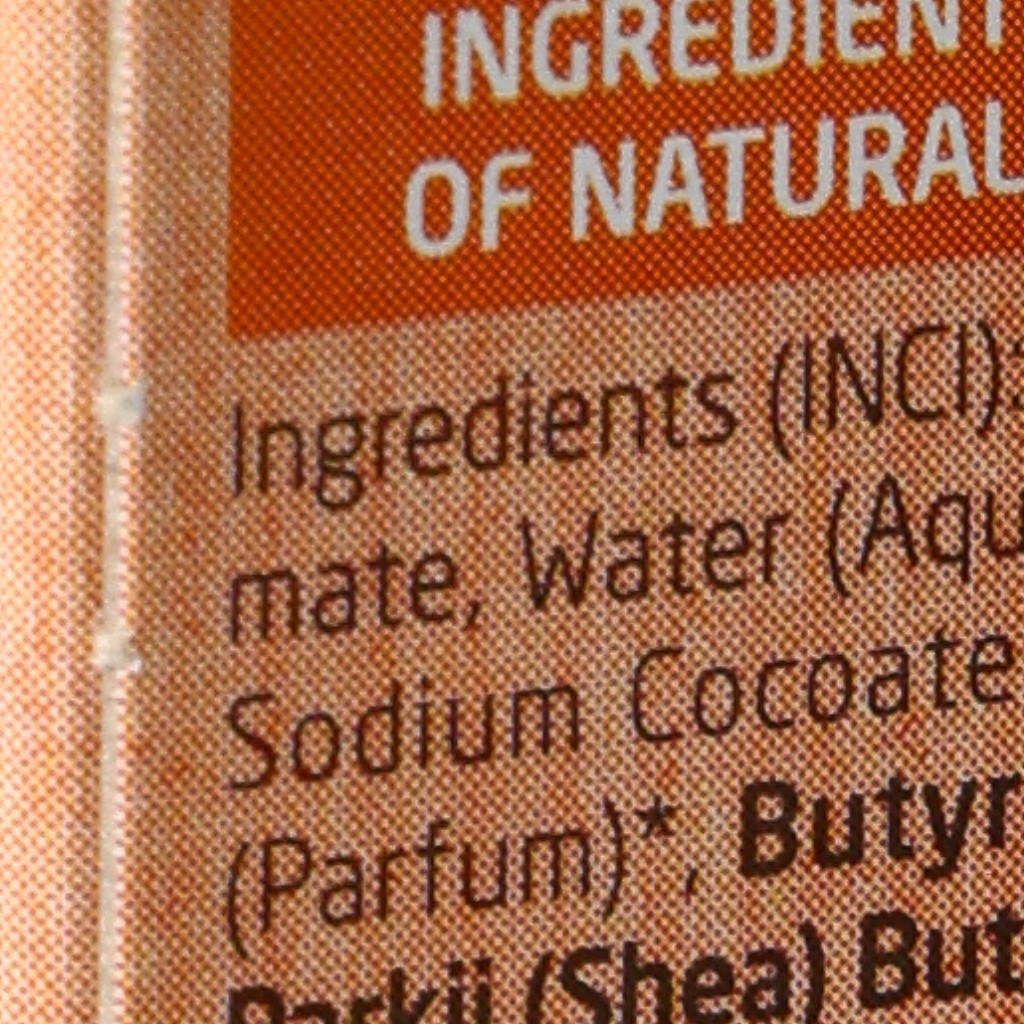 INGREDIENT
OF NATURAL
Ingredients (INCI):
mate, Water (Aqu
Sodium Cocoate
(Parfum)*, Butyr
Parkii (Shea) But